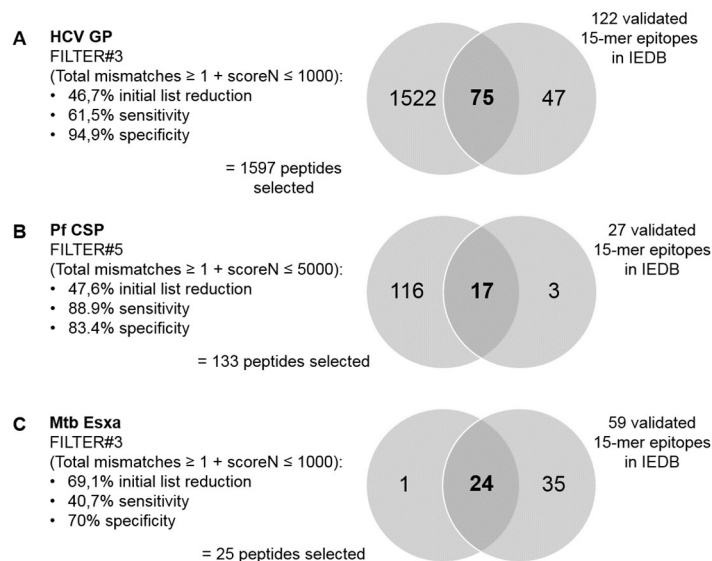 A HCV GP
FILTER#3
(Total mismatches ≥ 1 + scoreN ≤ 1000):
• 46,7% initial list reduction
• 61,5% sensitivity
• 94,9% specificity
= 1597 peptides
selected
1522 75 47
122 validated
15-mer epitopes
in IEDB
B Pf CSP
FILTER#5
(Total mismatches ≥ 1 + scoreN ≤ 5000):
• 47,6% initial list reduction
• 88.9% sensitivity
• 83.4% specificity
= 133 peptides selected
116 17 3
27 validated
15-mer epitopes
in IEDB
C Mtb Esxa
FILTER#3
(Total mismatches ≥ 1 + scoreN ≤ 1000):
• 69,1% initial list reduction
• 40,7% sensitivity
• 70% specificity
= 25 peptides selected
1 24 35
59 validated
15-mer epitopes
in IEDB